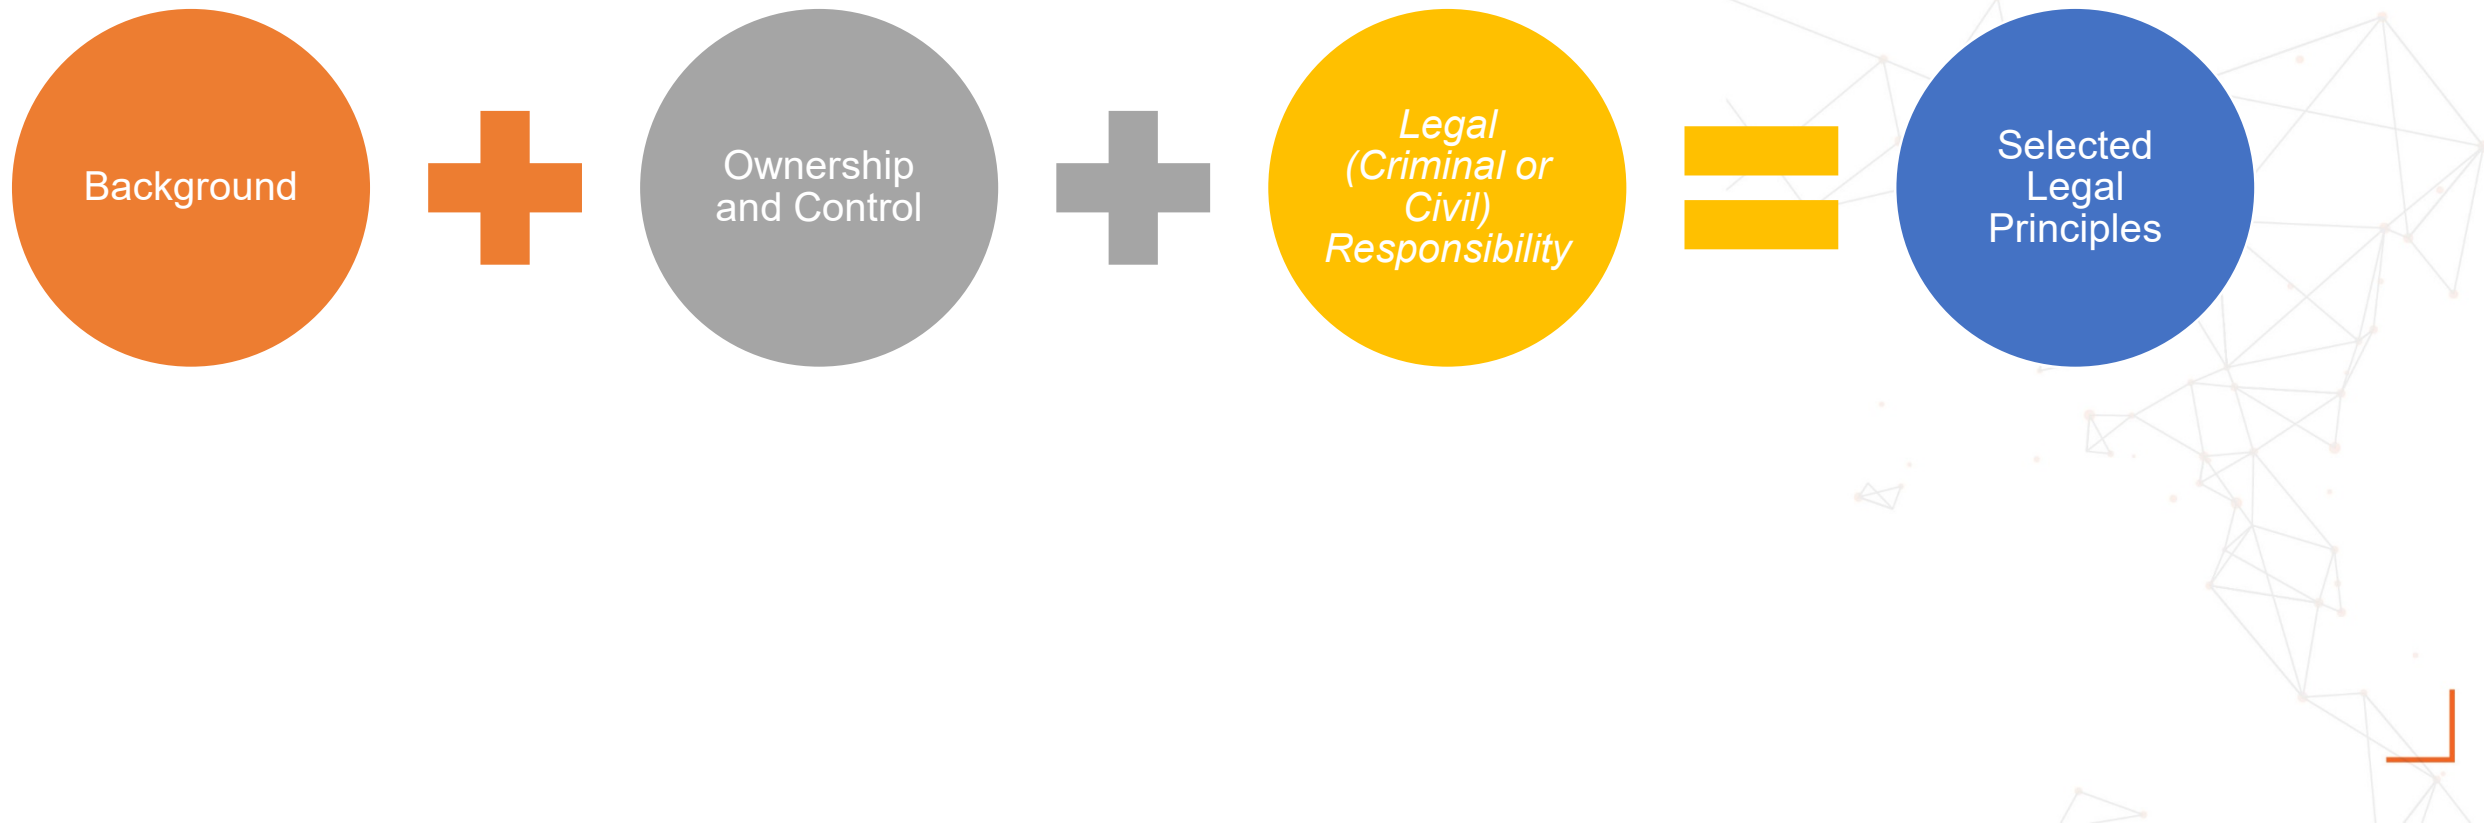 Background
Ownership
and Control
Legal
(Criminal or
Civil)
Responsibility
Selected
Legal
Principles